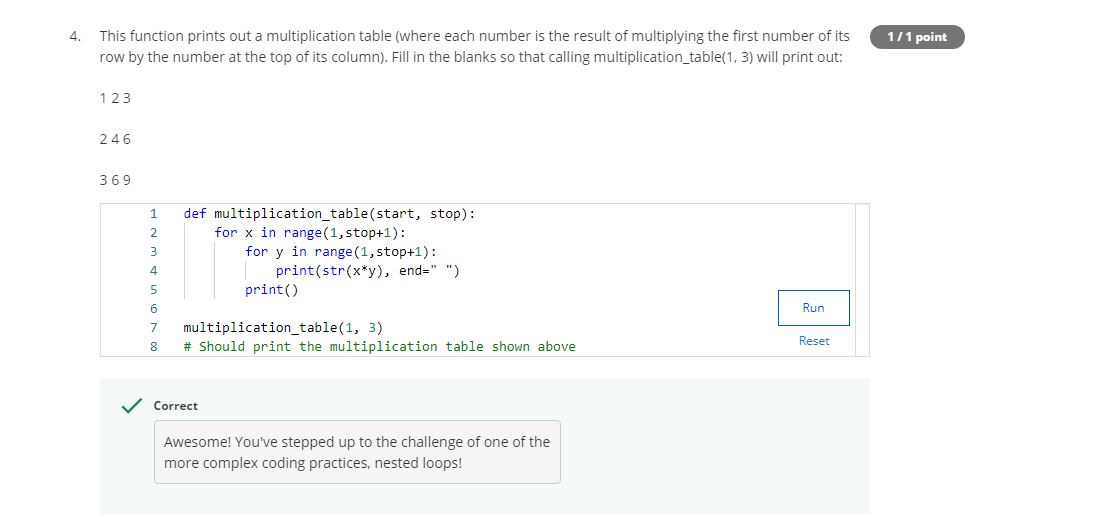 4. This function prints out a multiplication table (where each number is the result of multiplying the first number of its
1 / 1 point
row by the number at the top of its column). Fill in the blanks so that calling multiplication_table(1, 3) will print out:
1 2 3
2 4 6
3 6 9
1 def multiplication_table(start, stop):
2     for x in range(1,stop+1):
3         for y in range(1,stop+1):
4             print(str(x*y), end=" ")
5         print()
6
7 multiplication_table(1, 3)
8 # Should print the multiplication table shown above
Run
Reset
Correct
Awesome! You've stepped up to the challenge of one of the
more complex coding practices, nested loops!